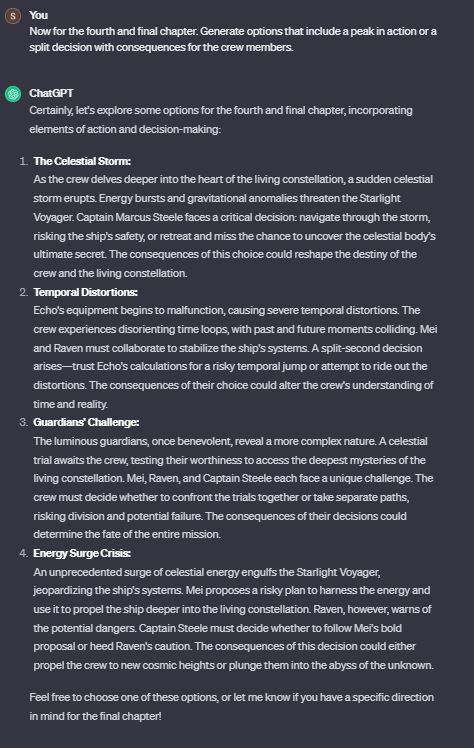 S You
Now for the fourth and final chapter. Generate options that include a peak in action or a
split decision with consequences for the crew members.
ChatGPT
Certainly, let's explore some options for the fourth and final chapter, incorporating
elements of action and decision-making:
1. The Celestial Storm:
As the crew delves deeper into the heart of the living constellation, a sudden celestial
storm erupts. Energy bursts and gravitational anomalies threaten the Starlight
Voyager. Captain Marcus Steele faces a critical decision: navigate through the storm,
risking the ship's safety, or retreat and miss the chance to uncover the celestial body's
ultimate secret. The consequences of this choice could reshape the destiny of the
crew and the living constellation.
2. Temporal Distortions:
Echo's equipment begins to malfunction, causing severe temporal distortions. The
crew experiences disorienting time loops, with past and future moments colliding. Mei
and Raven must collaborate to stabilize the ship's systems. A split-second decision
arises—trust Echo's calculations for a risky temporal jump or attempt to ride out the
distortions. The consequences of their choice could alter the crew's understanding of
time and reality.
3. Guardians' Challenge:
The luminous guardians, once benevolent, reveal a more complex nature. A celestial
trial awaits the crew, testing their worthiness to access the deepest mysteries of the
living constellation. Mei, Raven, and Captain Steele each face a unique challenge. The
crew must decide whether to confront the trials together or take separate paths,
risking division and potential failure. The consequences of their decisions could
determine the fate of the entire mission.
4. Energy Surge Crisis:
An unprecedented surge of celestial energy engulfs the Starlight Voyager,
jeopardizing the ship's systems. Mei proposes a risky plan to harness the energy and
use it to propel the ship deeper into the living constellation. Raven, however, warns of
the potential dangers. Captain Steele must decide whether to follow Mei's bold
proposal or heed Raven's caution. The consequences of this decision could either
propel the crew to new cosmic heights or plunge them into the abyss of the unknown.
Feel free to choose one of these options, or let me know if you have a specific direction
in mind for the final chapter!